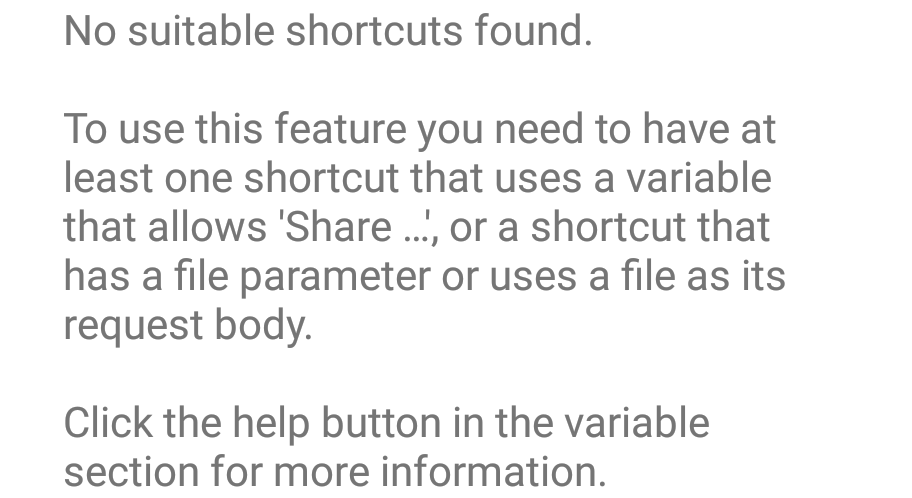 No suitable shortcuts found.
To use this feature you need to have at
least one shortcut that uses a variable
that allows 'Share ...', or a shortcut that
has a file parameter or uses a file as its
request body.
Click the help button in the variable
section for more information.